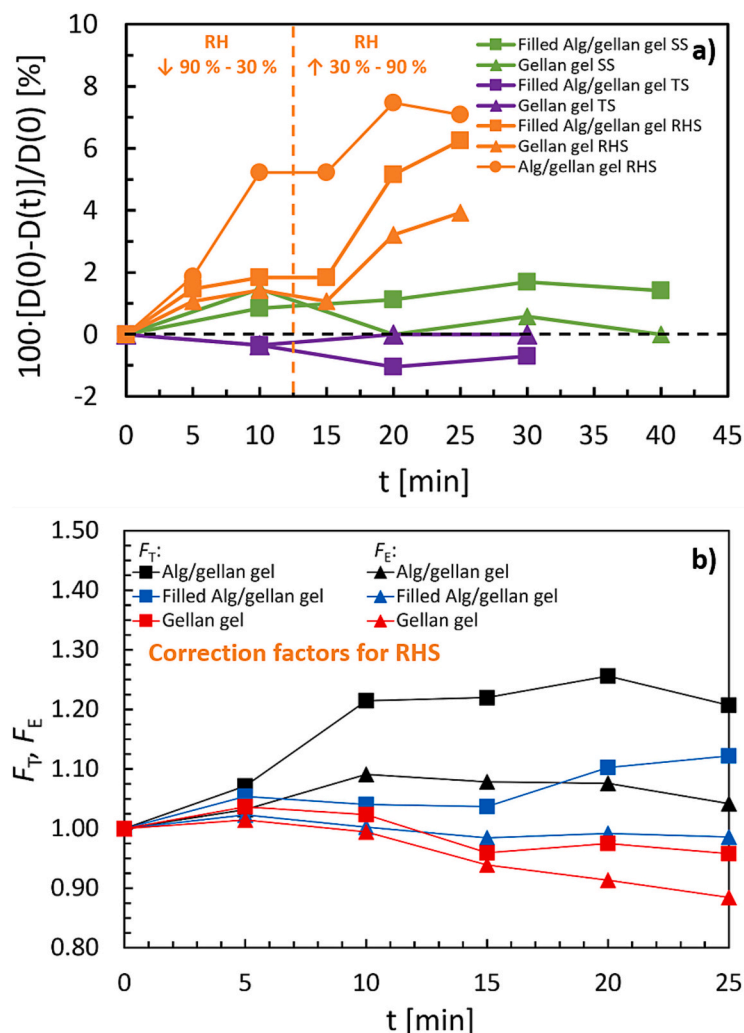 a)
RH
↓ 90 % - 30 %
RH
↑ 30 % - 90 %
Filled Alg/gellan gel SS
Gellan gel SS
Filled Alg/gellan gel TS
Gellan gel TS
Filled Alg/gellan gel RHS
Gellan gel RHS
Alg/gellan gel RHS
100·[D(0)-D(t)]/D(0) [%]
10
8
6
4
2
0
-2
0 5 10 15 20 25 30 35 40 45
t [min]
b)
F_T: F_E:
Alg/gellan gel Alg/gellan gel
Filled Alg/gellan gel Filled Alg/gellan gel
Gellan gel Gellan gel
Correction factors for RHS
F_T, F_E
1.50
1.40
1.30
1.20
1.10
1.00
0.90
0.80
0 5 10 15 20 25
t [min]